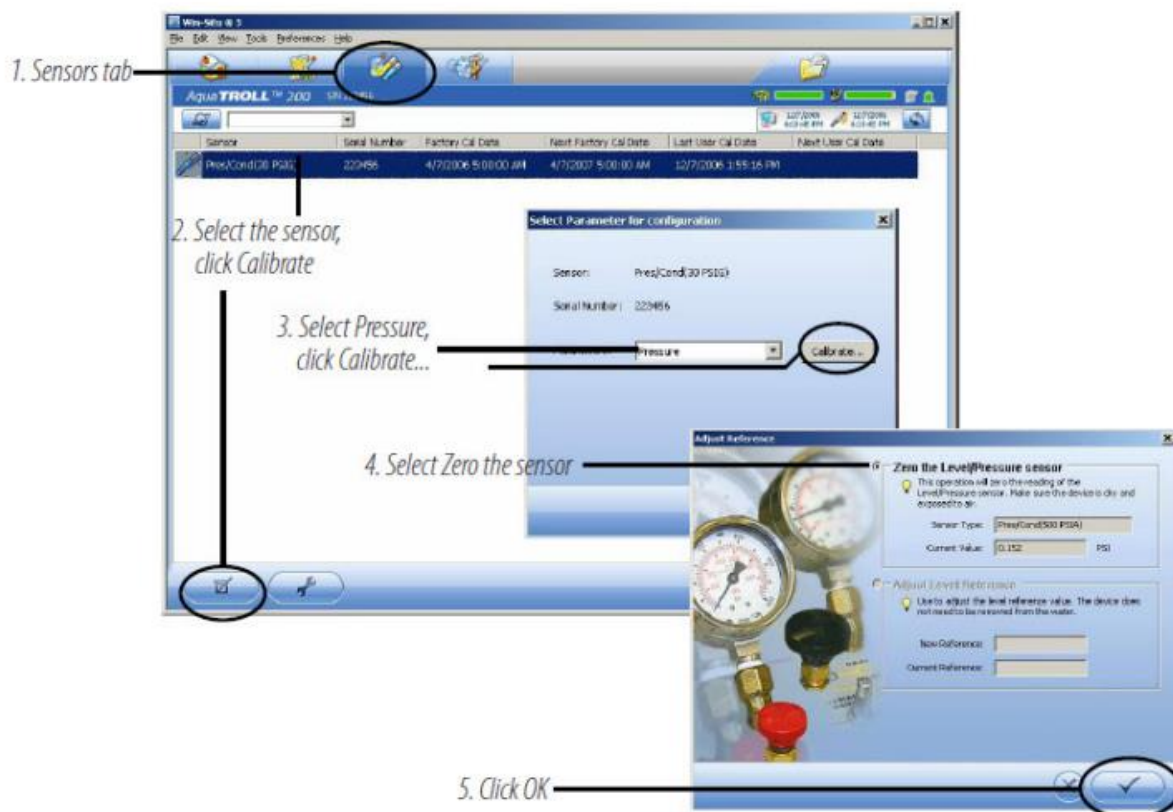 Win-Situ ® 5
File Edit View Tools Preferences Help
1. Sensors tab
AquaTROLL™ 200
Sensor Serial Number Factory Cal Date Next Factory Cal Date Last User Cal Date Next User Cal Date
Pres/Cond(30 PSIG) 223456 4/7/2006 5:00:00 AM 4/7/2007 5:00:00 AM 12/7/2006 1:55:16 PM
2. Select the sensor,
click Calibrate
Select Parameter for configuration
Sensor: Pres/Cond(30 PSIG)
Serial Number: 223456
3. Select Pressure,
click Calibrate...
Pressure Calibrate...
Adjust Reference
4. Select Zero the sensor
Zero the Level/Pressure sensor
This operation will zero the reading of the
Level/Pressure sensor. Make sure the device is dry and
exposed to air.
Sensor Type: Pres/Cond(500 PSIA)
Current Value: 0.152 PSI
Adjust Level Reference
Use to adjust the level reference value. The device does
not need to be removed from the water.
New Reference:
Current Reference:
5. Click OK